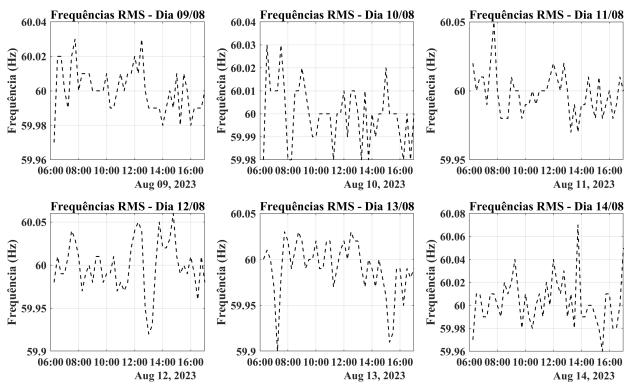 Frequências RMS - Dia 09/08
Frequência (Hz)
60.04
60.02
60
59.98
59.96
06:00 08:00 10:00 12:00 14:00 16:00
Aug 09, 2023
Frequências RMS - Dia 10/08
Frequência (Hz)
60.04
60.03
60.02
60.01
60
59.99
59.98
06:00 08:00 10:00 12:00 14:00 16:00
Aug 10, 2023
Frequências RMS - Dia 11/08
Frequência (Hz)
60.05
60
59.95
06:00 08:00 10:00 12:00 14:00 16:00
Aug 11, 2023
Frequências RMS - Dia 12/08
Frequência (Hz)
60.05
60
59.95
59.9
06:00 08:00 10:00 12:00 14:00 16:00
Aug 12, 2023
Frequências RMS - Dia 13/08
Frequência (Hz)
60.05
60
59.95
59.9
06:00 08:00 10:00 12:00 14:00 16:00
Aug 13, 2023
Frequências RMS - Dia 14/08
Frequência (Hz)
60.08
60.06
60.04
60.02
60
59.98
59.96
06:00 08:00 10:00 12:00 14:00 16:00
Aug 14, 2023